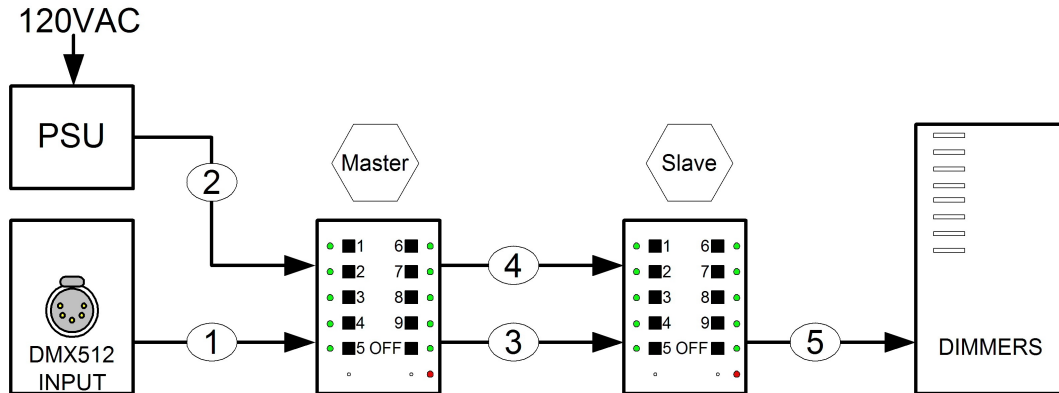 120VAC
PSU
2
Master
Slave
DMX512
INPUT
1
1 6
2 7
3 8
4 9
5 OFF
4
3
1 6
2 7
3 8
4 9
5 OFF
5
DIMMERS